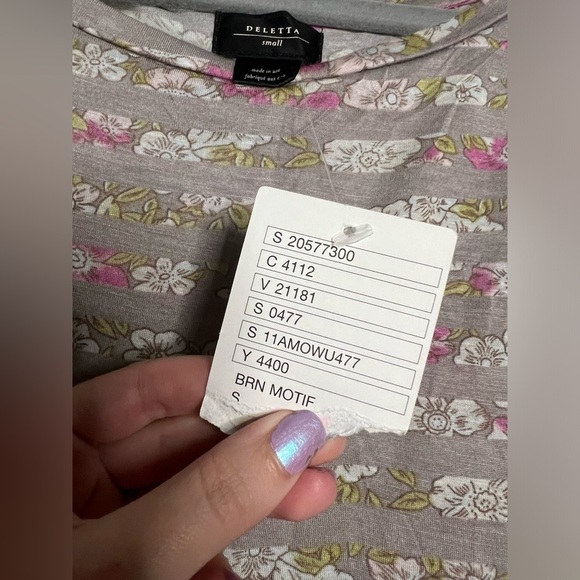 DELETTA
small
made in usa
S 20577300
C 4112
V 21181
S 0477
S 11AMOWU477
Y 4400
BRN MOTIF
S